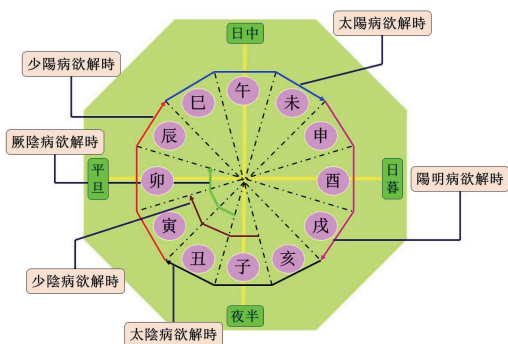 日中
太陽病欲解時
少陽病欲解時
午
巳
未
辰
申
厥陰病欲解時
平旦
卯
酉
日暮
陽明病欲解時
寅
戌
少陰病欲解時
丑
子
亥
夜半
太陰病欲解時